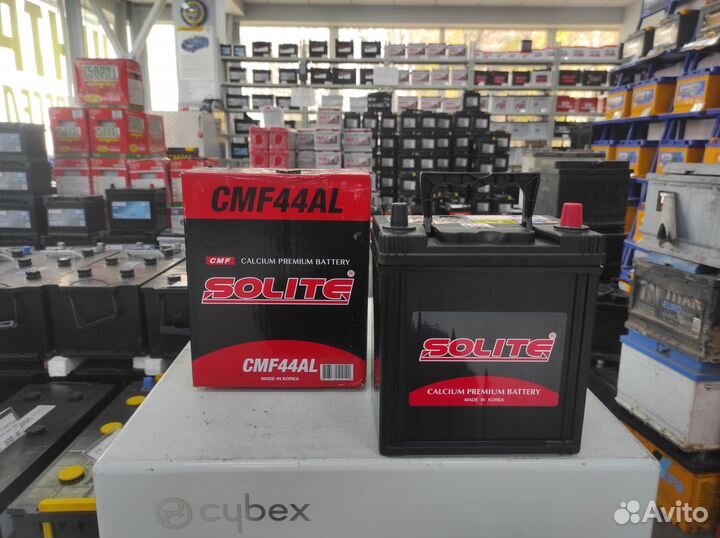 CMF44AL
CMF CALCIUM PREMIUM BATTERY
SOLITE®
CMF44AL
MADE IN KOREA
SOLITE®
CALCIUM PREMIUM BATTERY
MADE IN KOREA
cybex
Avito